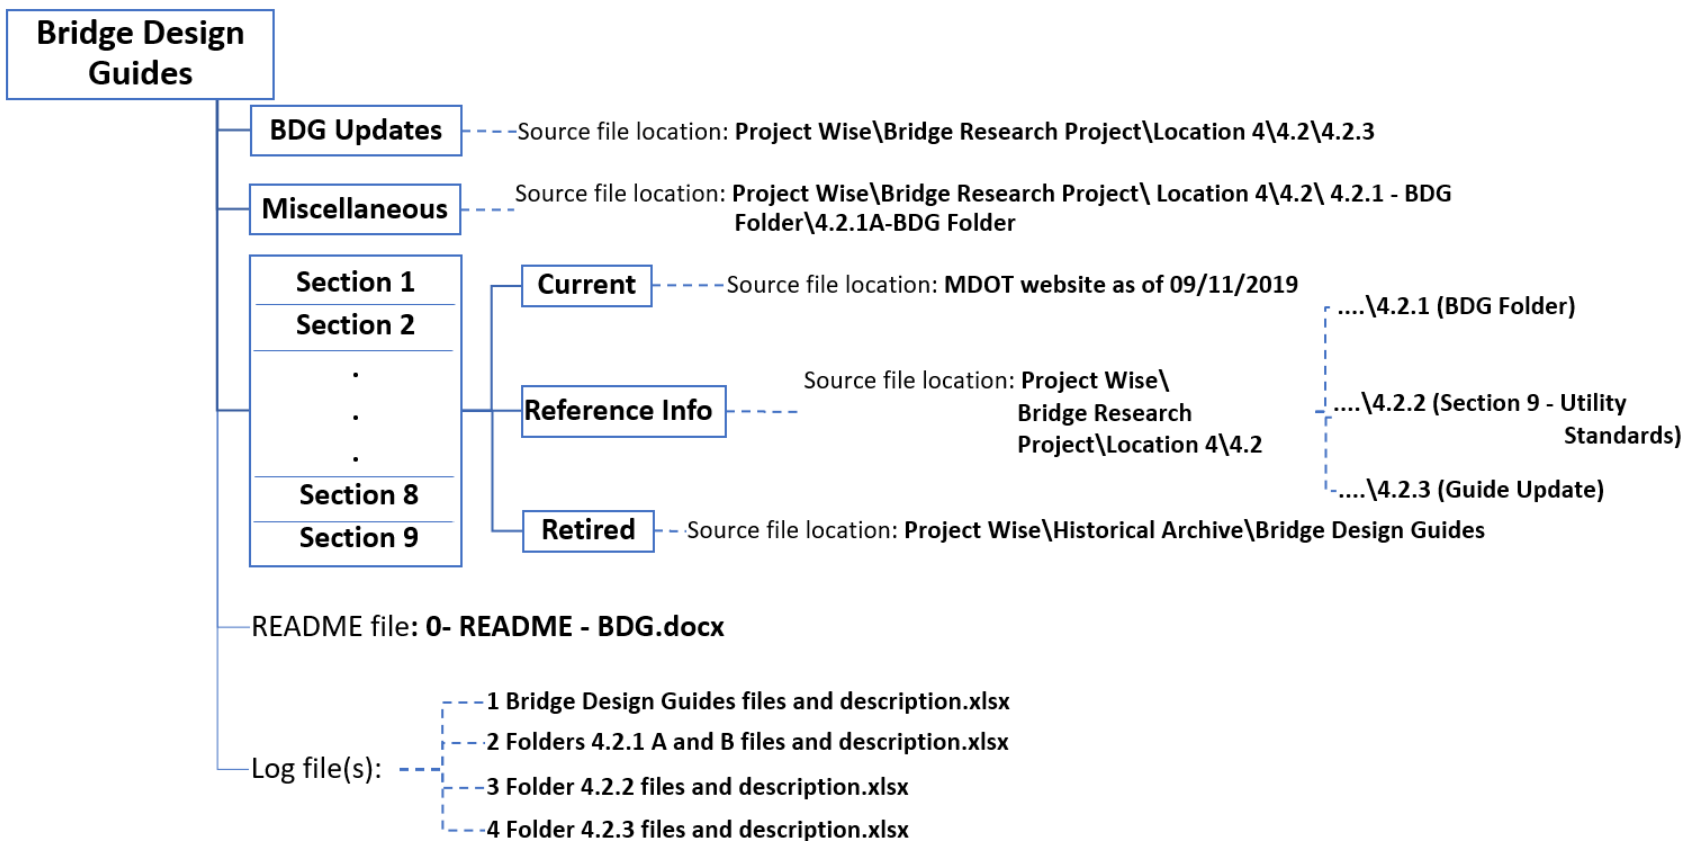 Bridge Design
Guides
BDG Updates
Source file location: Project Wise\Bridge Research Project\Location 4\4.2\4.2.3
Miscellaneous
Source file location: Project Wise\Bridge Research Project\ Location 4\4.2\ 4.2.1 - BDG
Folder\4.2.1A-BDG Folder
Section 1
Section 2
.
.
.
Section 8
Section 9
Current
Source file location: MDOT website as of 09/11/2019
Reference Info
Source file location: Project Wise\
Bridge Research
Project\Location 4\4.2
....\4.2.1 (BDG Folder)
....\4.2.2 (Section 9 - Utility
Standards)
....\4.2.3 (Guide Update)
Retired
Source file location: Project Wise\Historical Archive\Bridge Design Guides
README file: 0- README - BDG.docx
Log file(s):
1 Bridge Design Guides files and description.xlsx
2 Folders 4.2.1 A and B files and description.xlsx
3 Folder 4.2.2 files and description.xlsx
4 Folder 4.2.3 files and description.xlsx